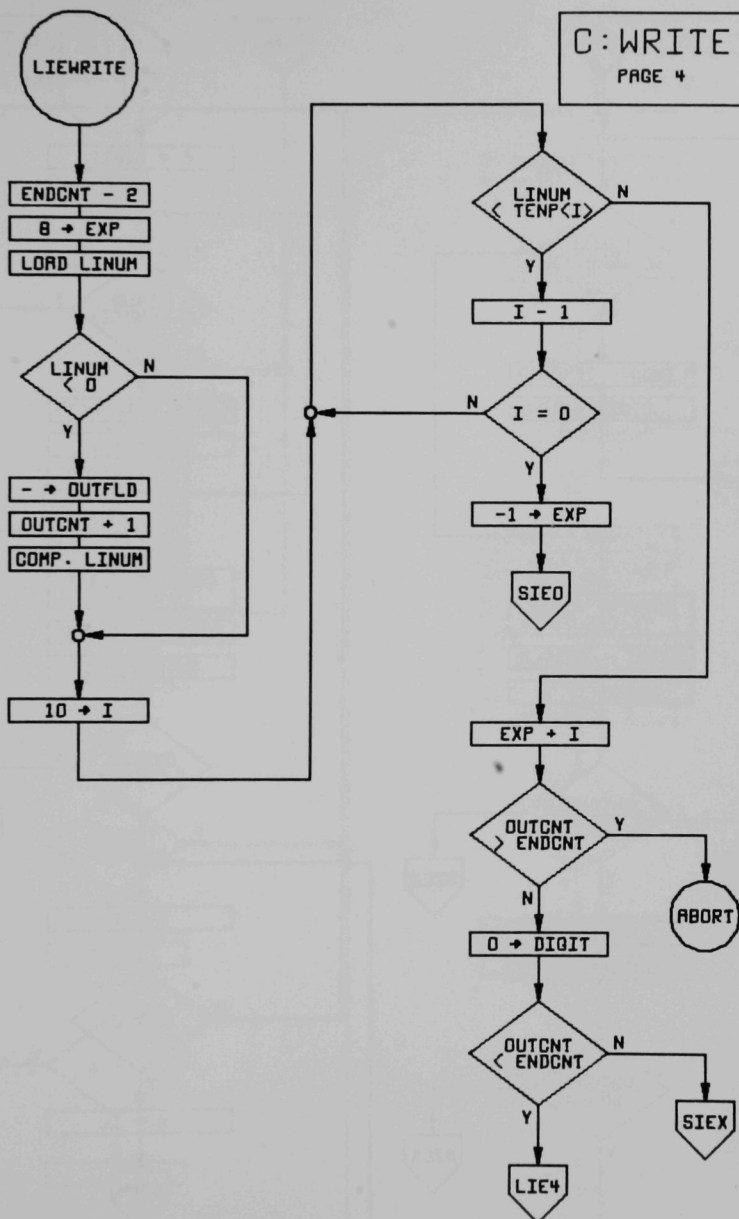 C:WRITE
PAGE 4
LIEWRITE
ENDCNT - 2
8 → EXP
LOAD LINUM
LINUM
< 0
N
Y
- → OUTFLD
OUTCNT + 1
COMP. LINUM
10 → I
LINUM
< TENP<I>
N
Y
I - 1
I = 0
N
Y
-1 → EXP
SIE0
EXP + I
OUTCNT
> ENDCNT
Y
N
ABORT
0 → DIGIT
OUTCNT
< ENDCNT
N
Y
SIEX
LIE4